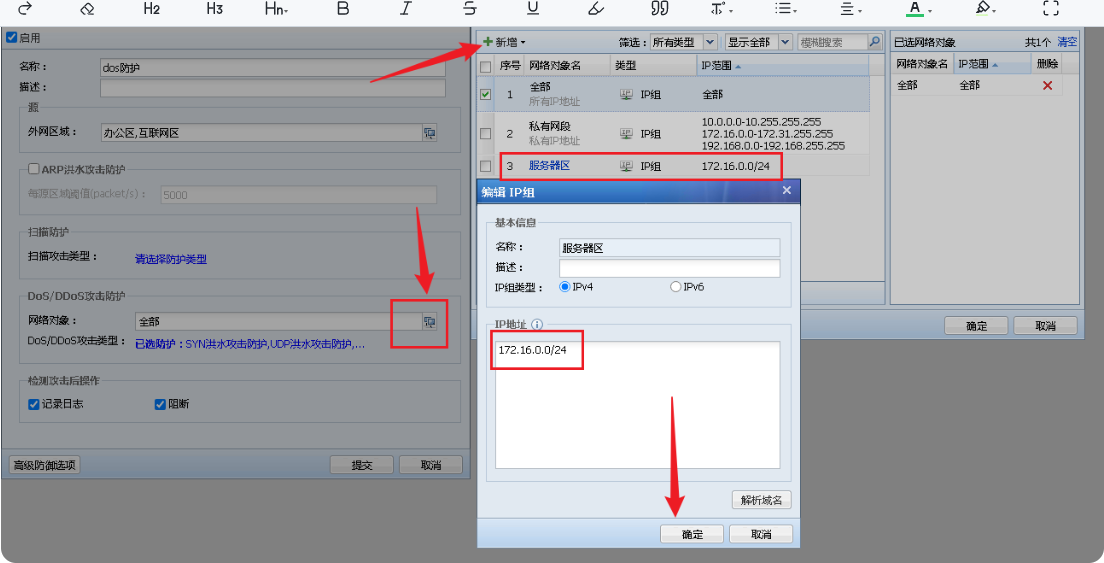 H2 H3 Hn B I S U A
启用
名称：
dos防护
描述：
源
外网区域：
办公区,互联网区
ARP洪水攻击防护
每源区域阈值(packet/s)：
5000
扫描防护
扫描攻击类型：
请选择防护类型
DoS/DDoS攻击防护
网络对象：
全部
DoS/DDoS攻击类型：
已选防护：SYN洪水攻击防护,UDP洪水攻击防护,...
检测攻击后操作
记录日志
阻断
高级防御选项
提交
取消
新增
筛选：
所有类型
显示全部
模糊搜索
序号 网络对象名 类型 IP范围
1 全部 IP组 全部
所有IP地址
2 私有网段 IP组 10.0.0.0-10.255.255.255
私有IP地址 172.16.0.0-172.31.255.255
192.168.0.0-192.168.255.255
3 服务器区 IP组 172.16.0.0/24
已选网络对象 共1个 清空
网络对象名 IP范围 删除
全部 全部
确定
取消
编辑 IP组
基本信息
名称：
服务器区
描述：
IP组类型：
IPv4
IPv6
IP地址
172.16.0.0/24
解析域名
确定
取消